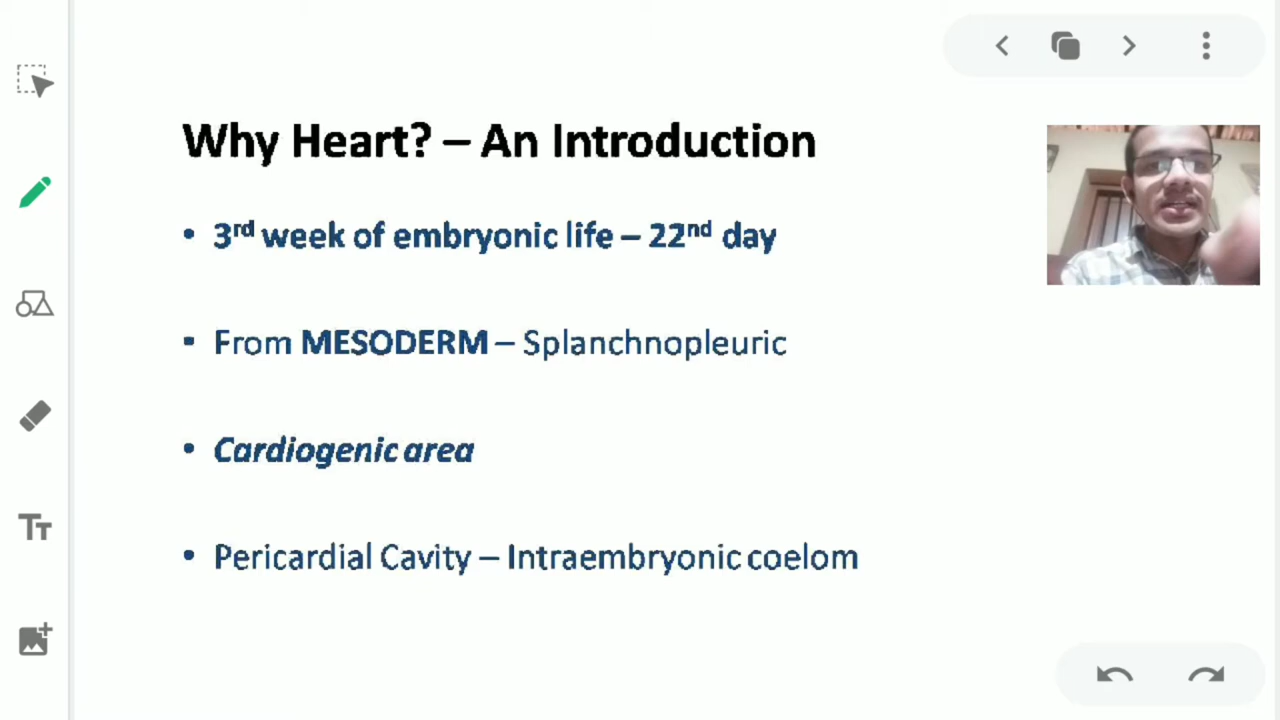 Why Heart? – An Introduction
• 3rd week of embryonic life – 22nd day
▪ From MESODERM – Splanchnopleuric
• Cardiogenic area
• Pericardial Cavity – Intraembryonic coelom
TT